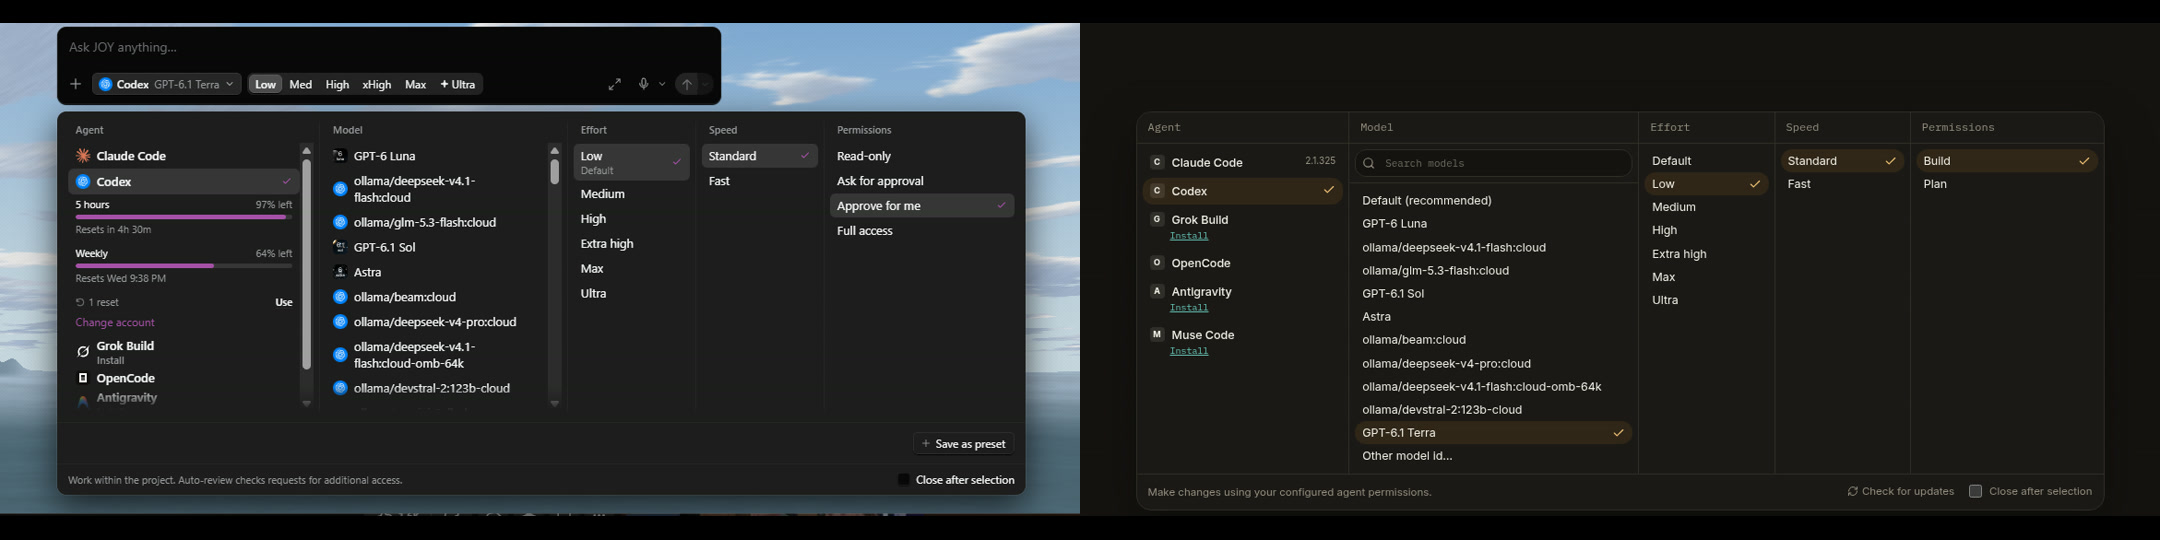 Ask JOY anything...
Codex GPT-6.1 Terra
Low Med High xHigh Max Ultra
Agent
Claude Code
Codex
5 hours 97% left
Resets in 4h 30m
Weekly 64% left
Resets Wed 9:38 PM
1 reset Use
Change account
Grok Build
Install
OpenCode
Antigravity
Model
GPT-6 Luna
ollama/deepseek-v4.1-
flash:cloud
ollama/glm-5.3-flash:cloud
GPT-6.1 Sol
Astra
ollama/beam:cloud
ollama/deepseek-v4-pro:cloud
ollama/deepseek-v4.1-
flash:cloud-omb-64k
ollama/devstral-2:123b-cloud
Effort
Low
Default
Medium
High
Extra high
Max
Ultra
Speed
Standard
Fast
Permissions
Read-only
Ask for approval
Approve for me
Full access
+ Save as preset
Work within the project. Auto-review checks requests for additional access.
Close after selection
Agent
C Claude Code 2.1.325
C Codex
G Grok Build
Install
O OpenCode
A Antigravity
Install
M Muse Code
Install
Model
Search models
Default (recommended)
GPT-6 Luna
ollama/deepseek-v4.1-flash:cloud
ollama/glm-5.3-flash:cloud
GPT-6.1 Sol
Astra
ollama/beam:cloud
ollama/deepseek-v4-pro:cloud
ollama/deepseek-v4.1-flash:cloud-omb-64k
ollama/devstral-2:123b-cloud
GPT-6.1 Terra
Other model id...
Effort
Default
Low
Medium
High
Extra high
Max
Ultra
Speed
Standard
Fast
Permissions
Build
Plan
Make changes using your configured agent permissions.
Check for updates
Close after selection